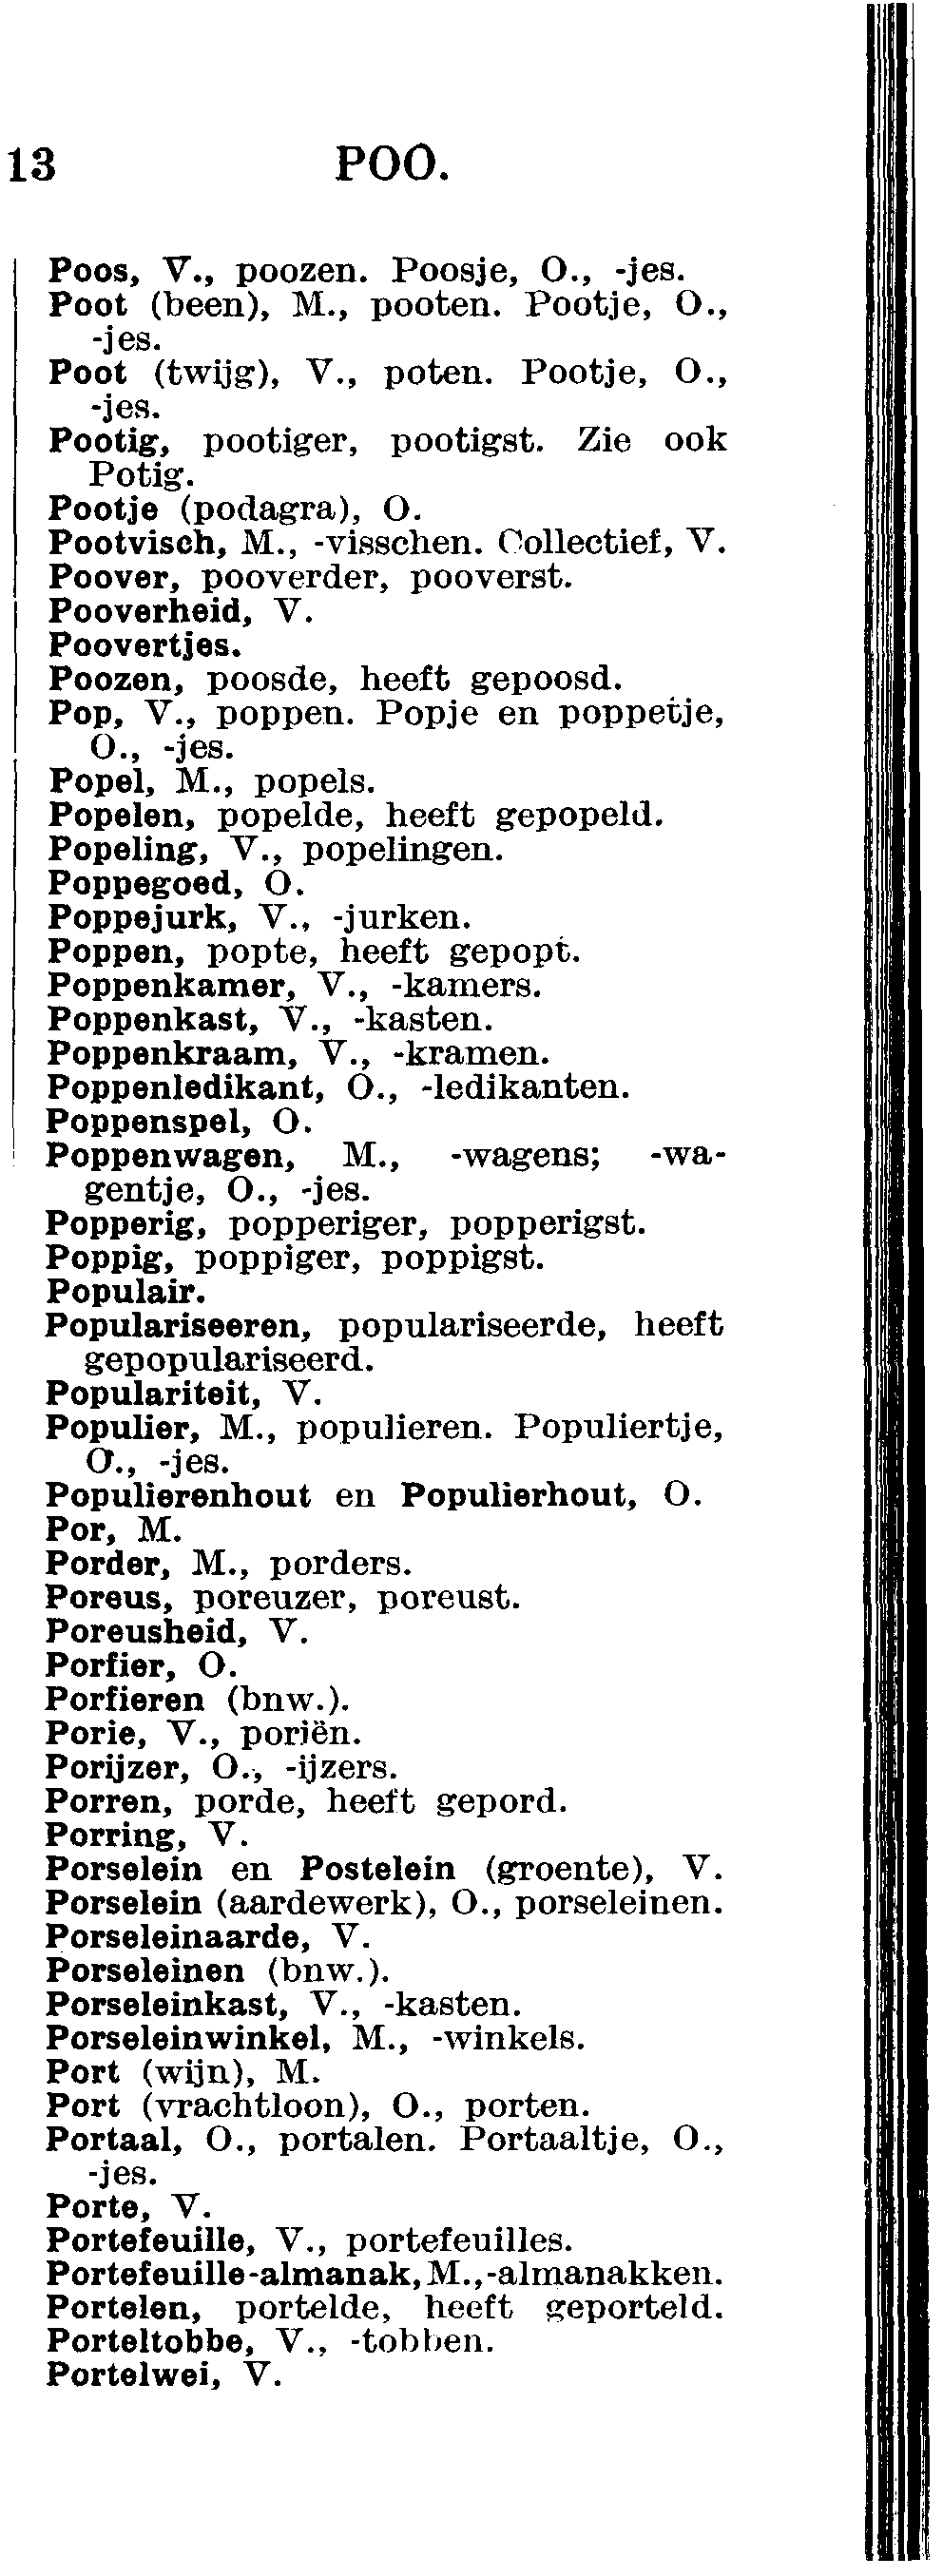 13 POO.
Poos, V., poozen. Poosje, O., -jes.
Poot (been), M., pooten. Pootje, O.,
-jes.
Poot (twijg), V., poten. Pootje, O.,
-jes.
Pootig, pootiger, pootigst. Zie ook
Potig.
Pootje (podagra), O.
Pootvisch, M., -visschen. Collectief, V.
Poover, pooverder, pooverst.
Pooverheid, V.
Poovertjes.
Poozen, poosde, heeft gepoosd.
Pop, V., poppen. Popje en poppetje,
O., -jes.
Popel, M., popels.
Popelen, popelde, heeft gepopeld.
Popeling, V., popelingen.
Poppegoed, O.
Poppejurk, V., -jurken.
Poppen, popte, heeft gepopt.
Poppenkamer, V., -kamers.
Poppenkast, V., -kasten.
Poppenkraam, V., -kramen.
Poppenledikant, O., -ledikanten.
Poppenspel, O.
Poppenwagen, M., -wagens; -wa-
gentje, O., -jes.
Popperig, popperiger, popperigst.
Poppig, poppiger, poppigst.
Populair.
Populariseeren, populariseerde, heeft
gepopulariseerd.
Populariteit, V.
Populier, M., populieren. Populiertje,
O., -jes.
Populierenhout en Populierhout, O.
Por, M.
Porder, M., porders.
Poreus, poreuzer, poreust.
Poreusheid, V.
Porfier, O.
Porfieren (bnw.).
Porie, V., poriën.
Porijzer, O., -ijzers.
Porren, porde, heeft gepord.
Porring, V.
Porselein en Postelein (groente), V.
Porselein (aardewerk), O., porseleinen.
Porseleinaarde, V.
Porseleinen (bnw.).
Porseleinkast, V., -kasten.
Porseleinwinkel, M., -winkels.
Port (wijn), M.
Port (vrachtloon), O., porten.
Portaal, O., portalen. Portaaltje, O.,
-jes.
Porte, V.
Portefeuille, V., portefeuilles.
Portefeuille-almanak, M., -almanakken.
Portelen, portelde, heeft geporteld.
Porteltobbe, V., -tobben.
Portelwei, V.